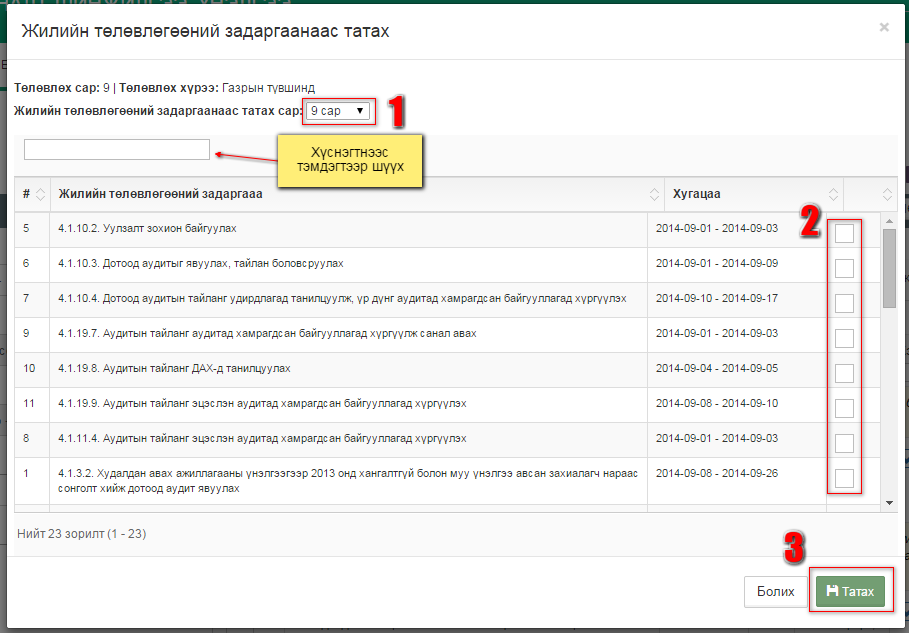 Жилийн төлөвлөгөөний задаргаанаас татах
×
Төлөвлөх сар: 9 | Төлөвлөх хүрээ: Газрын түвшинд
Жилийн төлөвлөгөөний задаргаанаас татах сар: 9 сар
1
Хүснэгтнээс
тэмдэгтээр шүүх
# Жилийн төлөвлөгөөний задаргаа Хугацаа
2
5 4.1.10.2. Уулзалт зохион байгуулах 2014-09-01 - 2014-09-03
6 4.1.10.3. Дотоод аудитыг явуулах, тайлан боловсруулах 2014-09-01 - 2014-09-09
7 4.1.10.4. Дотоод аудитын тайланг удирдлагад танилцуулж, үр дүнг аудитад хамрагдсан байгууллагад хүргүүлэх 2014-09-10 - 2014-09-17
9 4.1.19.7. Аудитын тайланг аудитад хамрагдсан байгууллагад хүргүүлж санал авах 2014-09-01 - 2014-09-03
10 4.1.19.8. Аудитын тайланг ДАХ-д танилцуулах 2014-09-04 - 2014-09-05
11 4.1.19.9. Аудитын тайланг эцэслэн аудитад хамрагдсан байгууллагад хүргүүлэх 2014-09-08 - 2014-09-10
8 4.1.11.4. Аудитын тайланг эцэслэн аудитад хамрагдсан байгууллагад хүргүүлэх 2014-09-01 - 2014-09-03
1 4.1.3.2. Худалдан авах ажиллагааны үнэлгээгээр 2013 онд хангалтгүй болон муу үнэлгээ авсан захиалагч нараас 2014-09-08 - 2014-09-26
сонголт хийж дотоод аудит явуулах
Нийт 23 зорилт (1 - 23)
3
Болих Татах